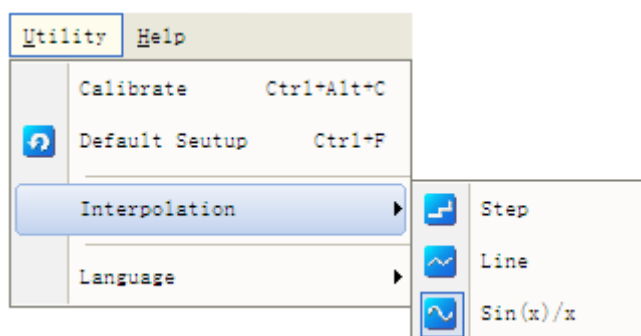 Utility Help
Calibrate Ctrl+Alt+C
Default Seutup Ctrl+F
Interpolation
Step
Line
Language
Sin(x)/x